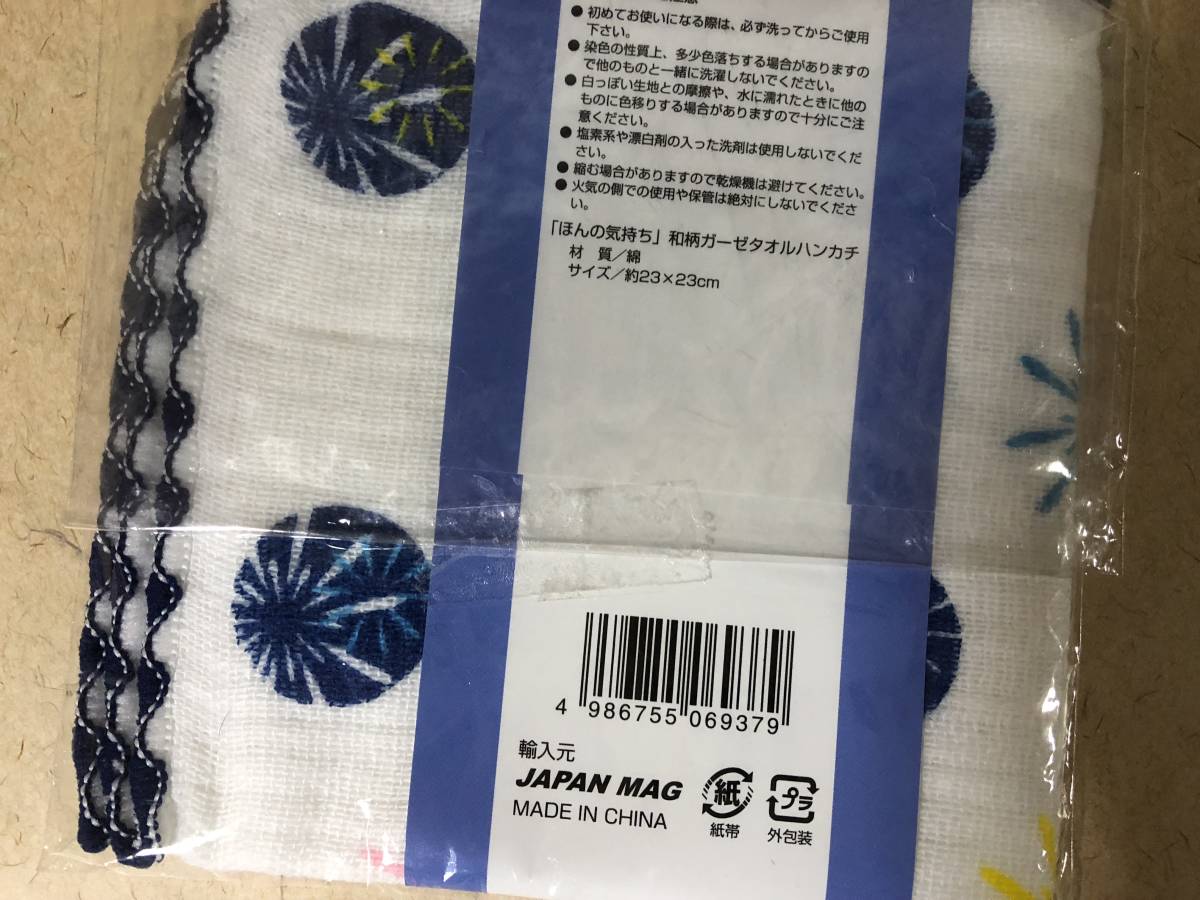 ● 初めてお使いになる際は、必ず洗ってからご使用
下さい。
● 染色の性質上、多少色落ちする場合がありますの
で他のものと一緒に洗濯しないでください。
● 白っぽい生地との摩擦や、水に濡れたときに他の
ものに色移りする場合がありますので十分にご注
意ください。
● 塩素系や漂白剤の入った洗剤は使用しないでくだ
さい。
● 縮む場合がありますので乾燥機は避けてください。
● 火気の側での使用や保管は絶対にしないでくださ
い。
「ほんの気持ち」和柄ガーゼタオルハンカチ
材 質／綿
サイズ／約23×23cm
4 986755 069379
輸入元
JAPAN MAG
MADE IN CHINA
紙
紙帯
プラ
外包装